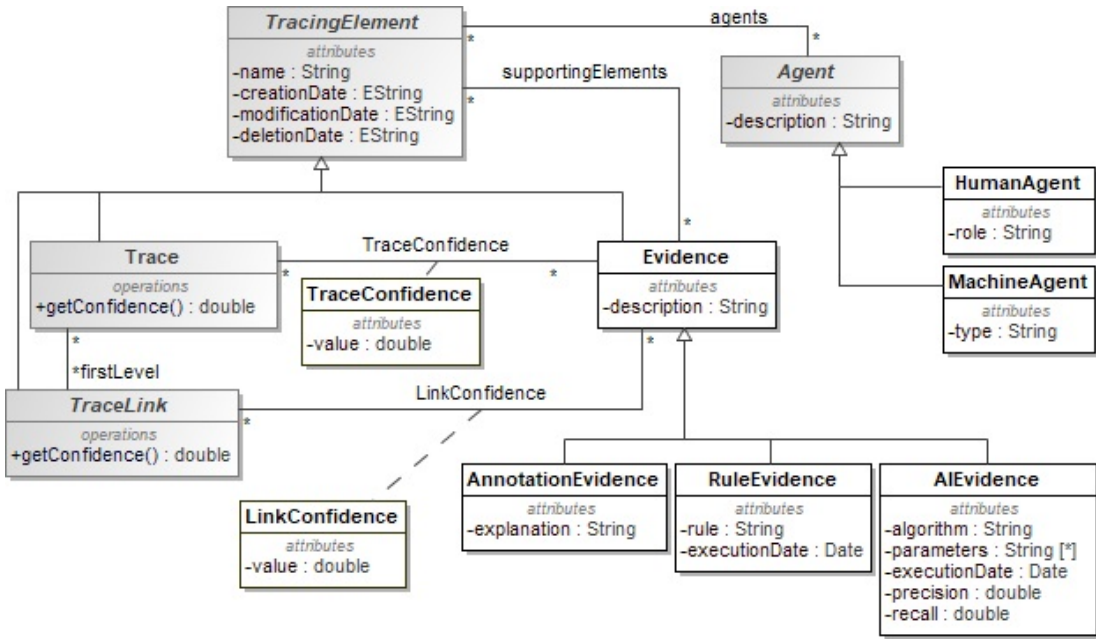 TracingElement
attributes
-name : String
-creationDate : EString
-modificationDate : EString
-deletionDate : EString
agents
*
*
supportingElements
*
*
Agent
attributes
-description : String
HumanAgent
attributes
-role : String
MachineAgent
attributes
-type : String
Trace
operations
+getConfidence() : double
TraceConfidence
*
*
TraceConfidence
attributes
-value : double
Evidence
attributes
-description : String
*
*firstLevel
TraceLink
operations
+getConfidence() : double
LinkConfidence
*
*
LinkConfidence
attributes
-value : double
AnnotationEvidence
attributes
-explanation : String
RuleEvidence
attributes
-rule : String
-executionDate : Date
AIEvidence
attributes
-algorithm : String
-parameters : String [*]
-executionDate : Date
-precision : double
-recall : double